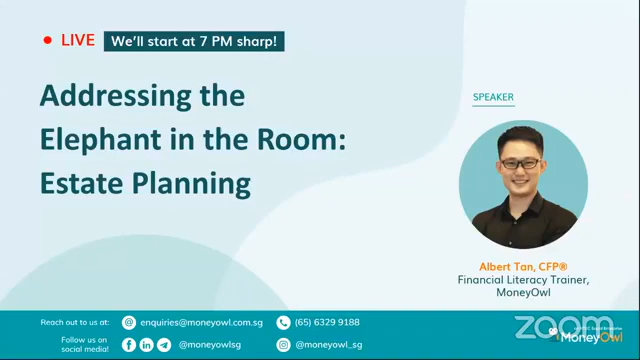 LIVE We'll start at 7 PM sharp!
Addressing the
Elephant in the Room:
Estate Planning
SPEAKER
Albert Tan, CFP®
Financial Literacy Trainer,
MoneyOwl
Reach out to us at: enquiries@moneyowl.com.sg (65) 6329 9188
Follow us on
social media!
@moneyowlsg @moneyowl_sg
Social Enterprise
MoneyOwl
zoom